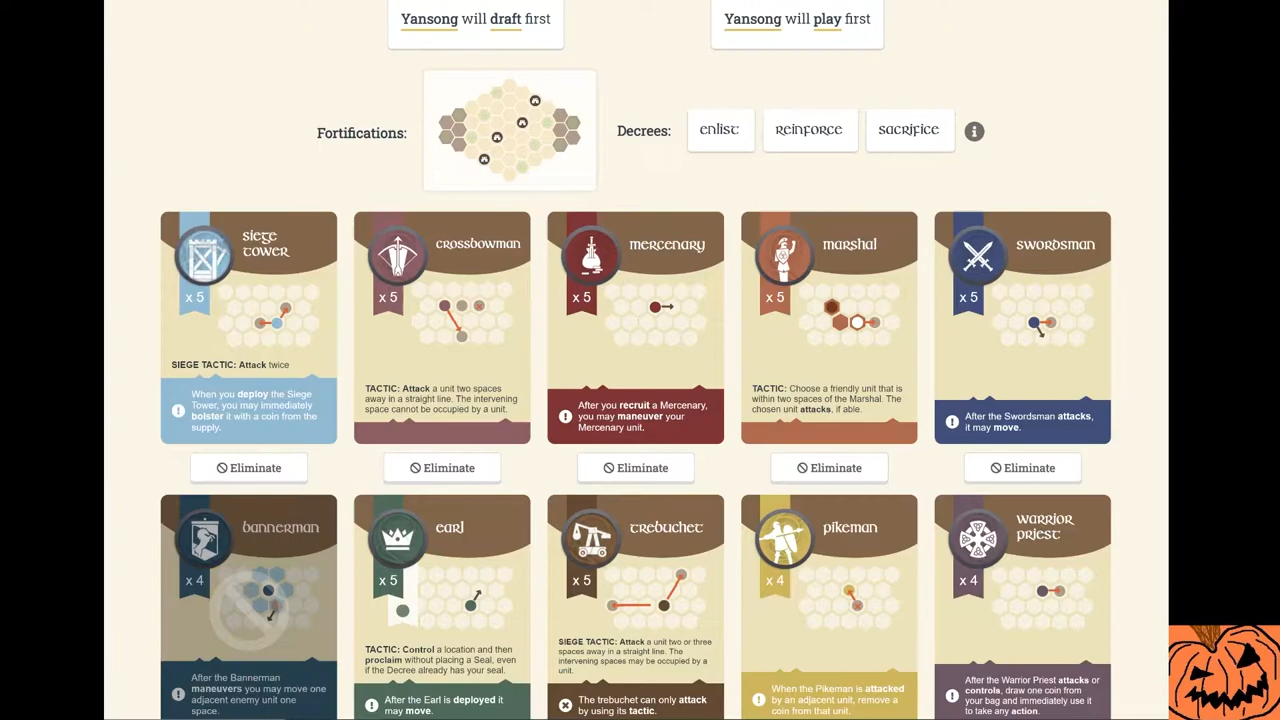 Yansong will draft first
Yansong will play first
Fortifications:
Decrees:
enlist
reinforce
sacrifice
siege
tower
x 5
SIEGE TACTIC: Attack twice
When you deploy the Siege
Tower, you may immediately
bolster it with a coin from the
supply.
crossbowman
x 5
TACTIC: Attack a unit two spaces
away in a straight line. The intervening
space cannot be occupied by a unit.
mercenary
x 5
After you recruit a Mercenary,
you may maneuver your
Mercenary unit.
marshal
x 5
TACTIC: Choose a friendly unit that is
within two spaces of the Marshal. The
chosen unit attacks, if able.
swordsman
x 5
After the Swordsman attacks,
it may move.
Eliminate
Eliminate
Eliminate
Eliminate
Eliminate
bannerman
x 4
After the Bannerman
maneuvers you may move one
adjacent enemy unit one
space.
earl
x 5
TACTIC: Control a location and then
proclaim without placing a Seal, even
if the Decree already has your seal.
After the Earl is deployed it
may move.
trebuchet
x 5
SIEGE TACTIC: Attack a unit two or three
spaces away in a straight line. The
intervening spaces may be occupied by a
unit.
The trebuchet can only attack
by using its tactic.
pikeman
x 4
When the Pikeman is attacked
by an adjacent unit, remove a
coin from that unit.
warrior
priest
x 4
After the Warrior Priest attacks or
controls, draw one coin from
your bag and immediately use it
to take any action.